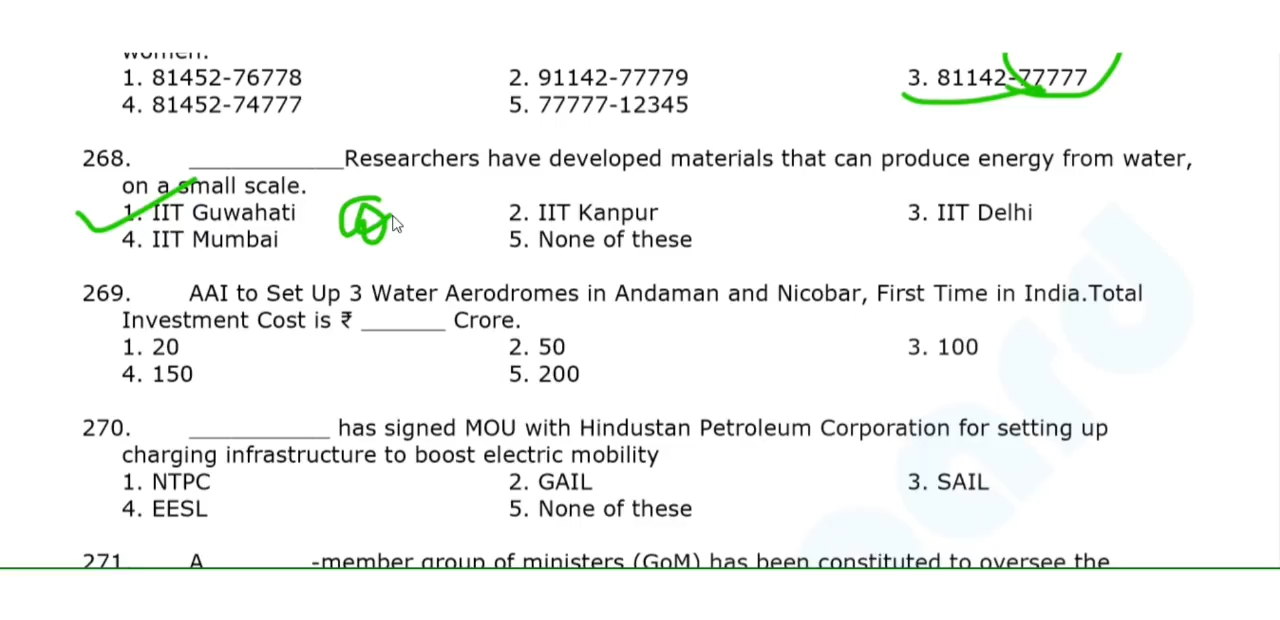 women.
1. 81452-76778 2. 91142-77779 3. 81142-77777
4. 81452-74777 5. 77777-12345
268. ______________Researchers have developed materials that can produce energy from water,
on a small scale.
1. IIT Guwahati 2. IIT Kanpur 3. IIT Delhi
4. IIT Mumbai 5. None of these
269. AAI to Set Up 3 Water Aerodromes in Andaman and Nicobar, First Time in India.Total
Investment Cost is ₹ ________ Crore.
1. 20 2. 50 3. 100
4. 150 5. 200
270. _____________ has signed MOU with Hindustan Petroleum Corporation for setting up
charging infrastructure to boost electric mobility
1. NTPC 2. GAIL 3. SAIL
4. EESL 5. None of these
271 A __________-member group of ministers (GoM) has been constituted to oversee the